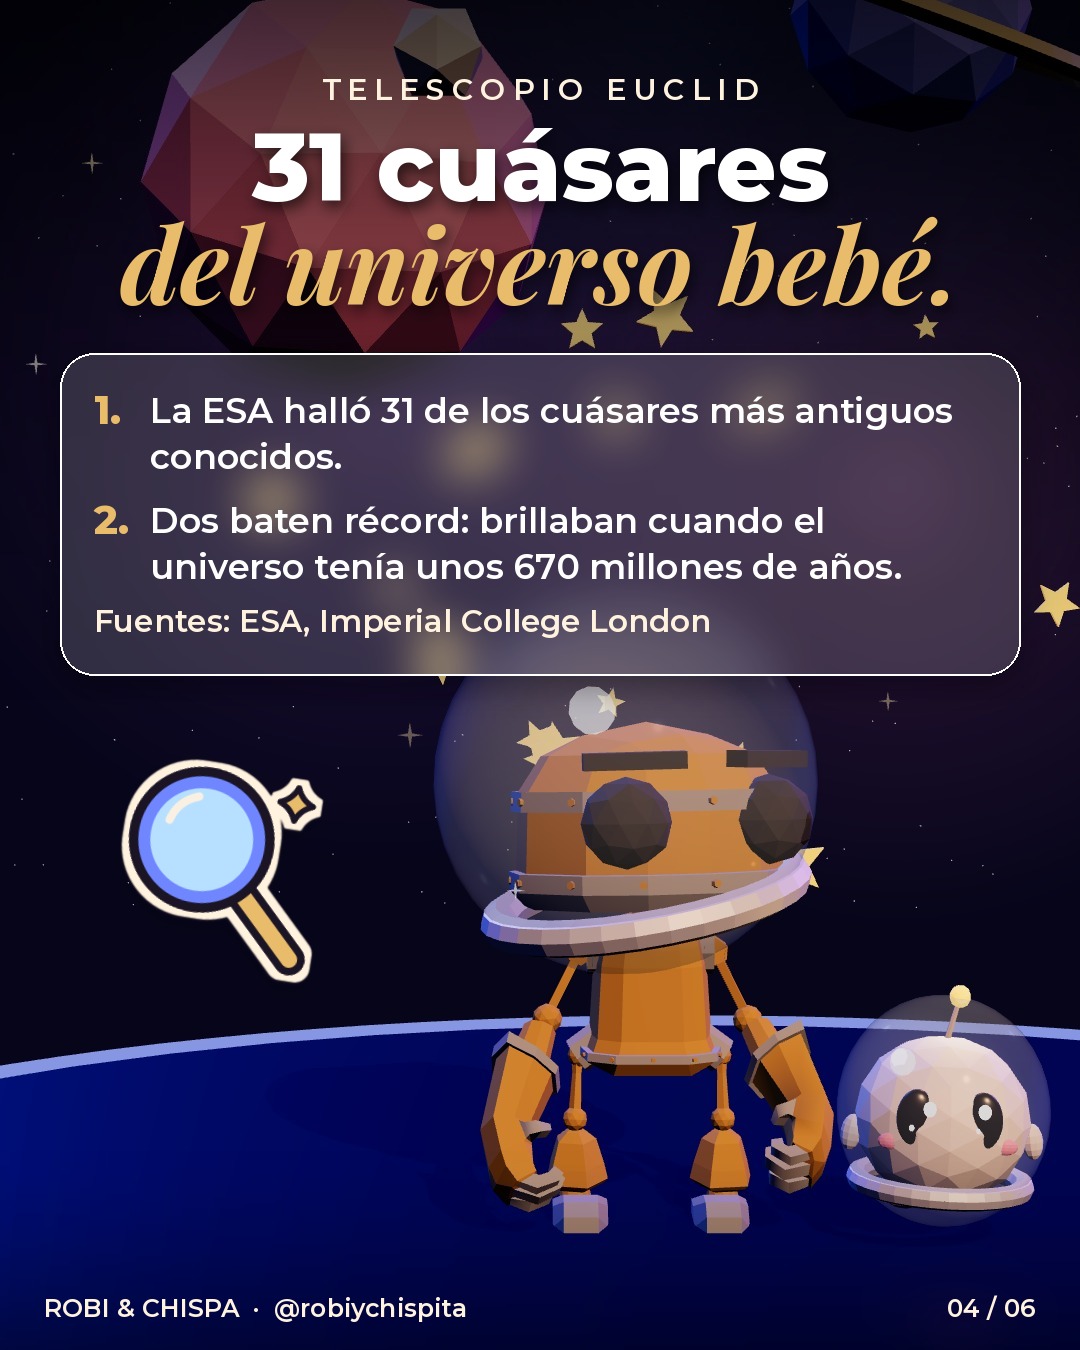 TELESCOPIO EUCLID
31 cuásares
del universo bebé.
1. La ESA halló 31 de los cuásares más antiguos
conocidos.
2. Dos baten récord: brillaban cuando el
universo tenía unos 670 millones de años.
Fuentes: ESA, Imperial College London
ROBI & CHISPA · @robiychispita
04 / 06